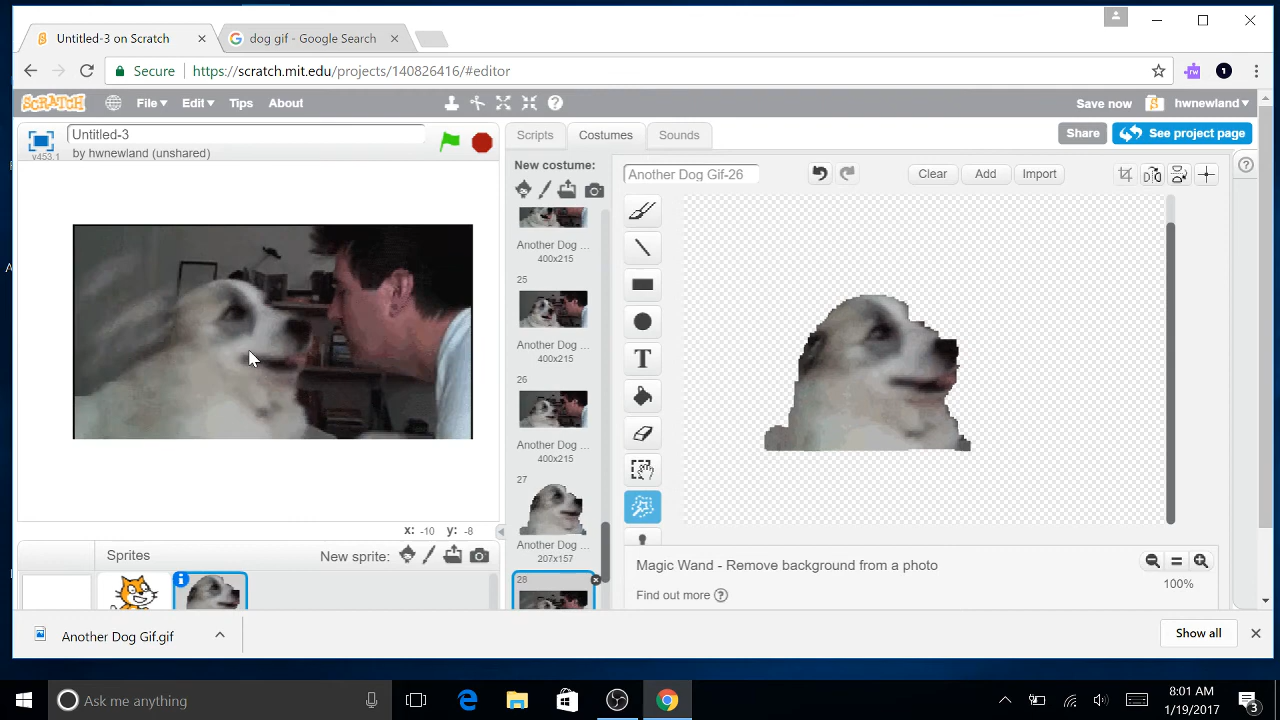 Untitled-3 on Scratch
dog gif - Google Search
Secure https://scratch.mit.edu/projects/140826416/#editor
SCRATCH File Edit Tips About Save now hwnewland
v453.1
Untitled-3
by hwnewland (unshared)
Scripts Costumes Sounds Share See project page
New costume:
Another Dog Gif-26 Clear Add Import
Another Dog ...
400x215
25
Another Dog ...
400x215
26
Another Dog ...
400x215
27
Another Dog ...
207x157
28
T
x: -10 y: -8
Sprites New sprite:
Magic Wand - Remove background from a photo
Find out more
100%
Another Dog Gif.gif
Show all
Ask me anything
8:01 AM
1/19/2017
3